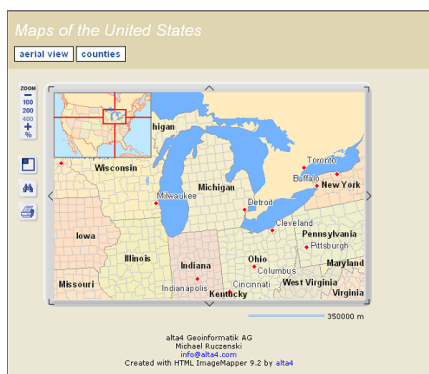 Maps of the United States
aerial view counties
ZOOM
100
200
400
%
higan
Toronto
Wisconsin
Buffalo
New York
Michigan
Milwaukee
Detroit
Cleveland
Iowa
Pennsylvania
Pittsburgh
Illinois
Ohio
Indiana
Maryland
Columbus
Missouri
West Virginia
Indianapolis
Cincinnati
Kentucky
Virginia
350000 m
alta4 Geoinformatik AG
Michael Ruczenski
info@alta4.com
Created with HTML ImageMapper 9.2 by alta4